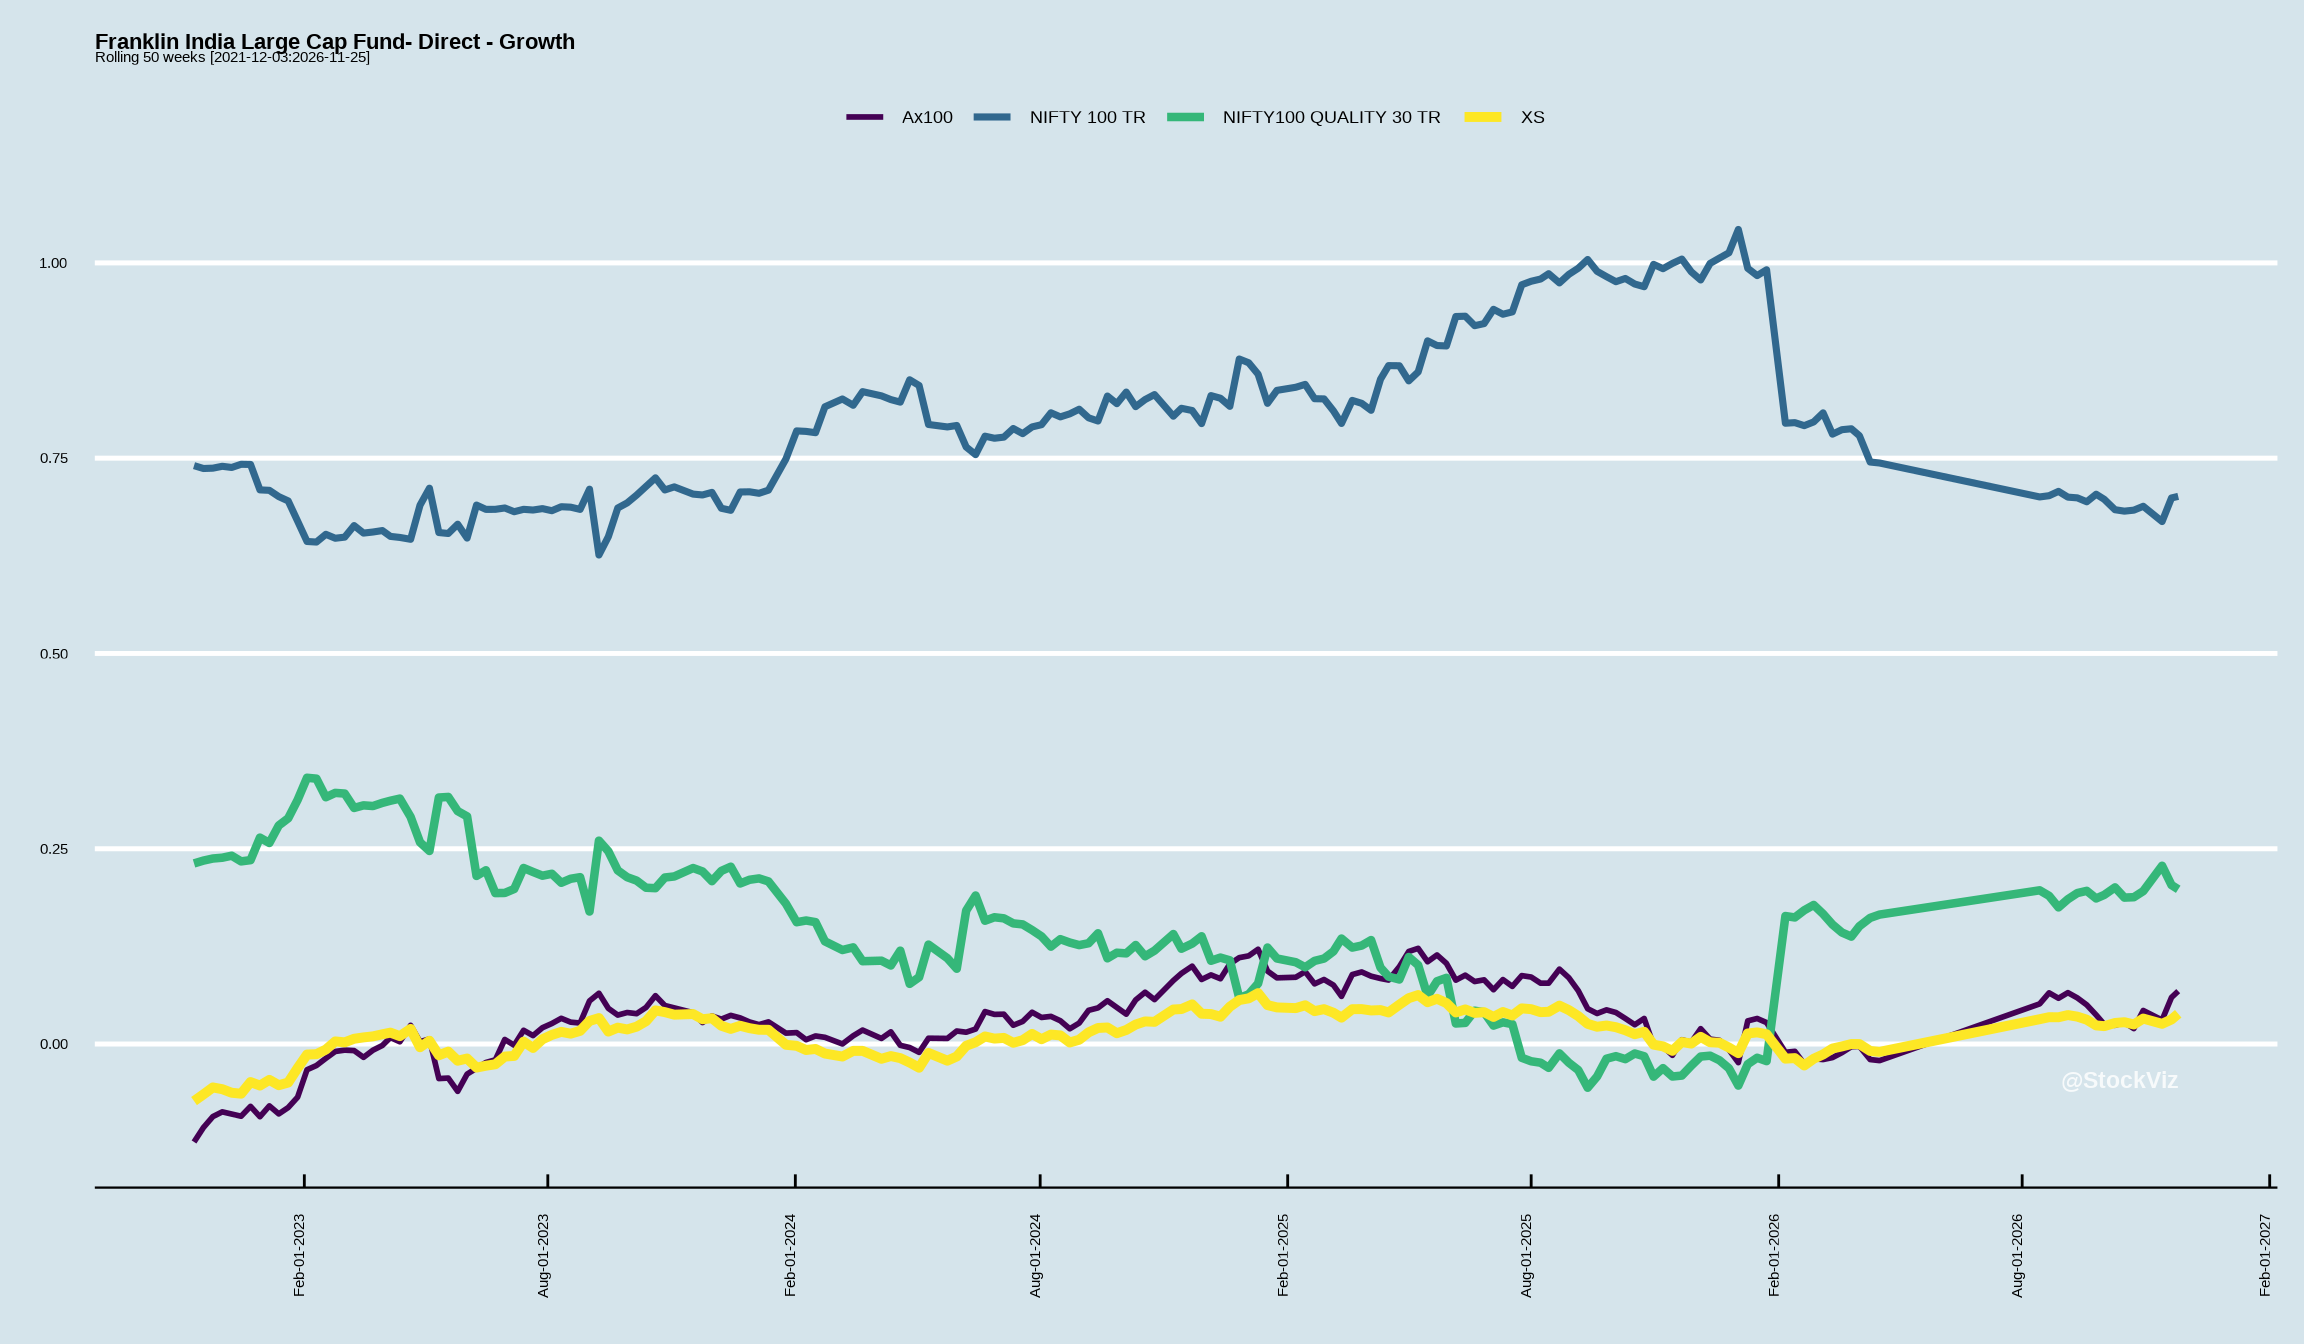 Franklin India Large Cap Fund- Direct - Growth
Rolling 50 weeks [2021-12-03:2026-11-25]
Ax100 NIFTY 100 TR NIFTY100 QUALITY 30 TR XS
1.00
0.75
0.50
0.25
0.00
@StockViz
Feb-01-2023
Aug-01-2023
Feb-01-2024
Aug-01-2024
Feb-01-2025
Aug-01-2025
Feb-01-2026
Aug-01-2026
Feb-01-2027